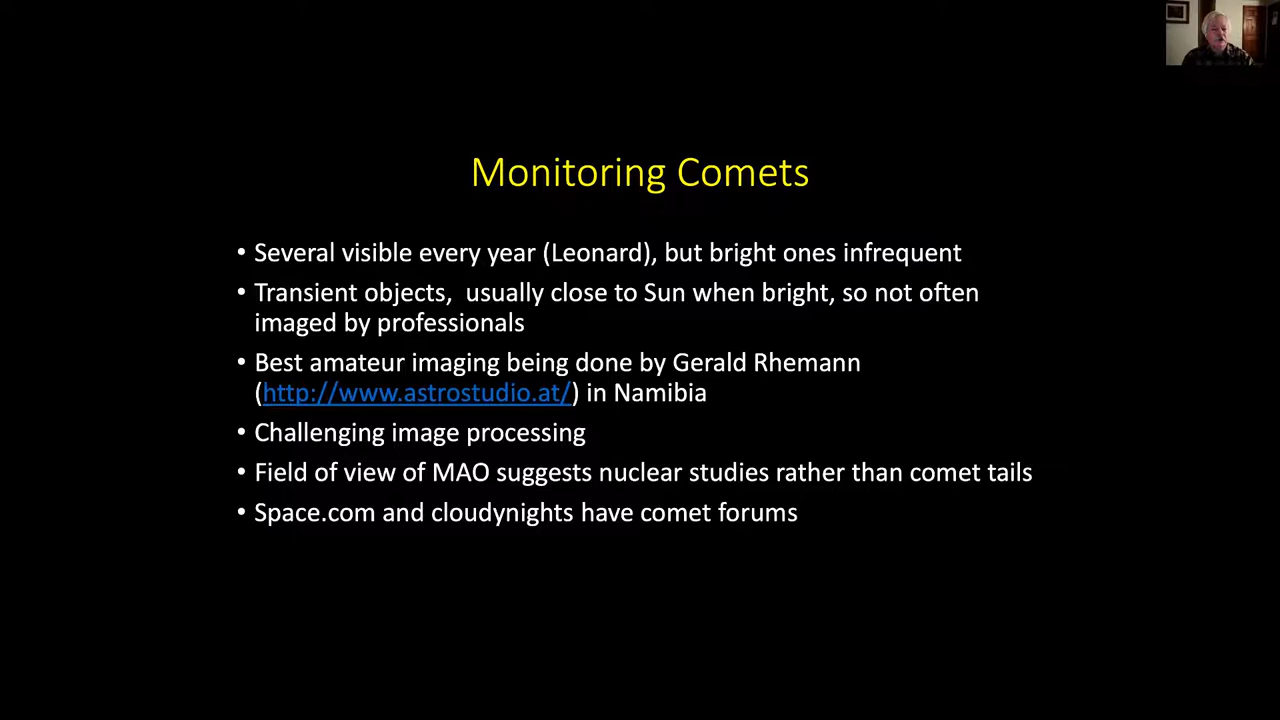 Monitoring Comets
• Several visible every year (Leonard), but bright ones infrequent
• Transient objects,  usually close to Sun when bright, so not often
imaged by professionals
• Best amateur imaging being done by Gerald Rhemann
(http://www.astrostudio.at/) in Namibia
• Challenging image processing
• Field of view of MAO suggests nuclear studies rather than comet tails
• Space.com and cloudynights have comet forums